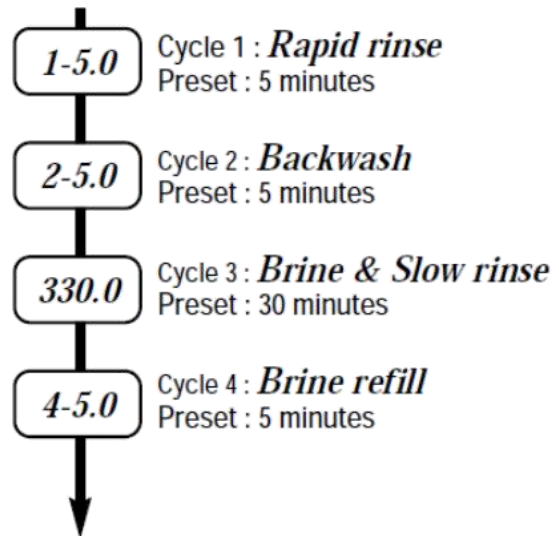 1-5.0
Cycle 1 : Rapid rinse
Preset : 5 minutes
2-5.0
Cycle 2 : Backwash
Preset : 5 minutes
330.0
Cycle 3 : Brine & Slow rinse
Preset : 30 minutes
4-5.0
Cycle 4 : Brine refill
Preset : 5 minutes